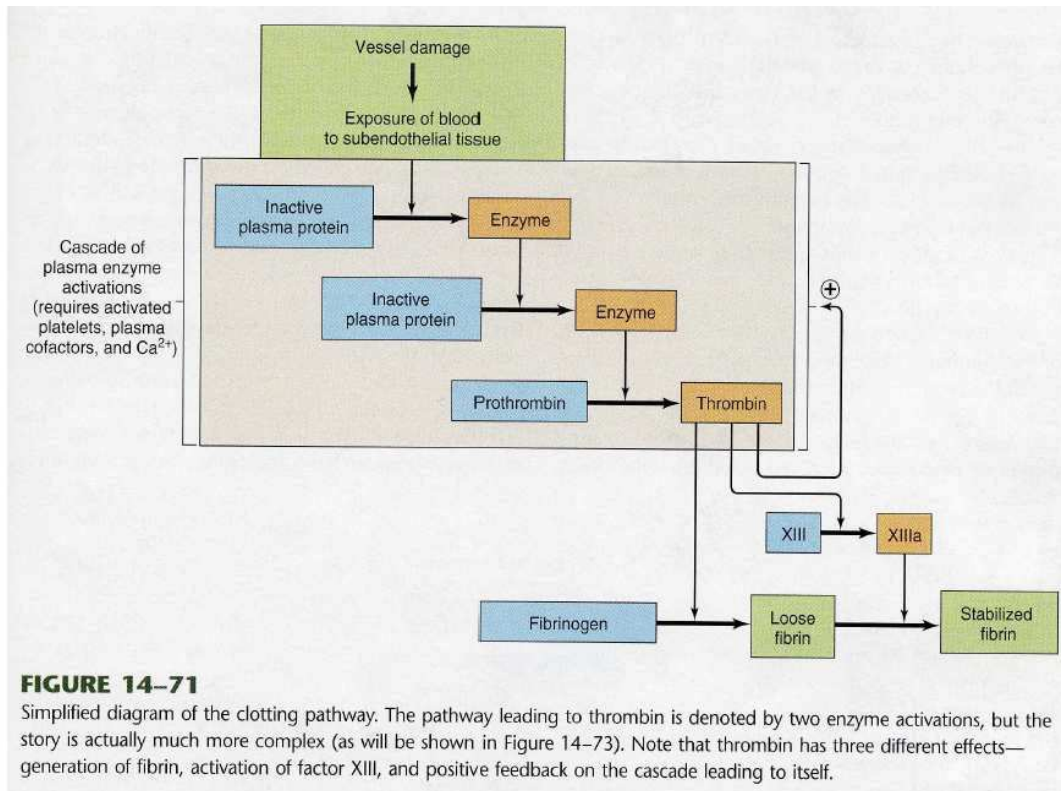 Vessel damage
Exposure of blood
to subendothelial tissue
Inactive
plasma protein
Enzyme
Cascade of
plasma enzyme
activations
(requires activated
platelets, plasma
cofactors, and Ca²⁺)
Inactive
plasma protein
Enzyme
+
Prothrombin
Thrombin
XIII
XIIIa
Fibrinogen
Loose
fibrin
Stabilized
fibrin
FIGURE 14–71
Simplified diagram of the clotting pathway. The pathway leading to thrombin is denoted by two enzyme activations, but the
story is actually much more complex (as will be shown in Figure 14–73). Note that thrombin has three different effects—
generation of fibrin, activation of factor XIII, and positive feedback on the cascade leading to itself.